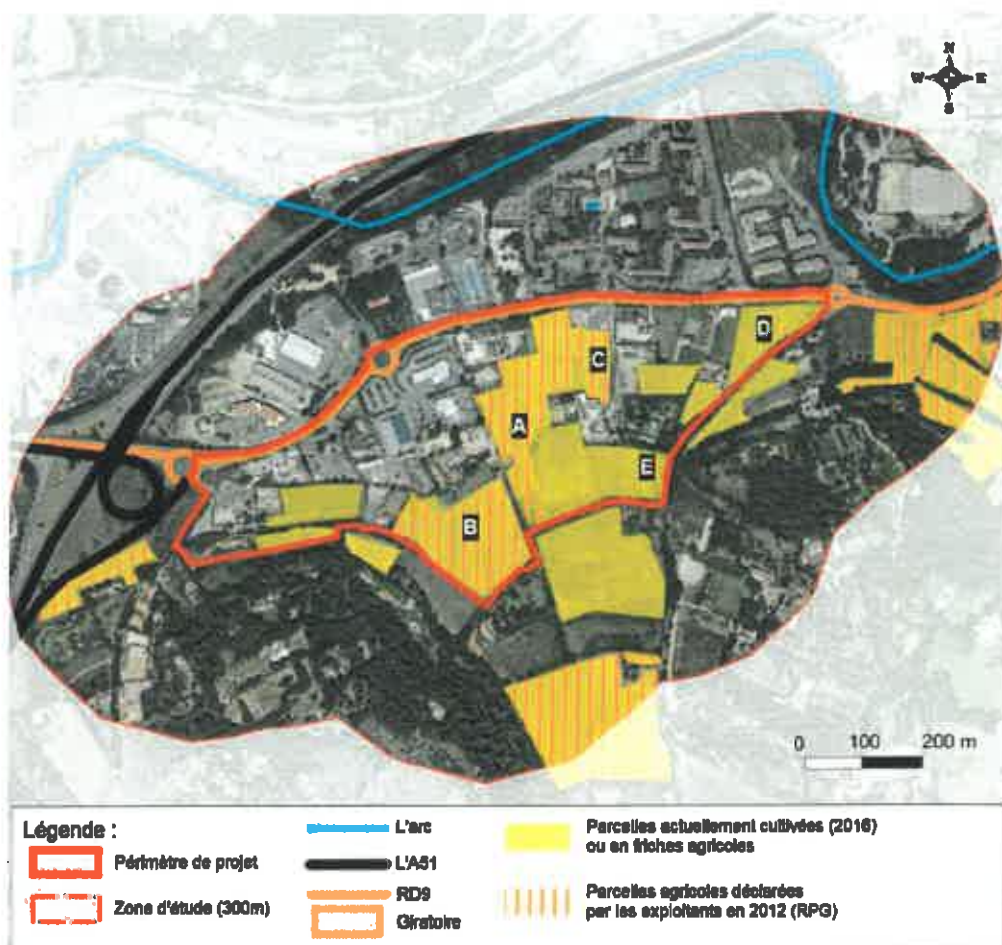 N
W E
S
D
C
A
E
B
0 100 200 m
Légende :
Périmètre de projet
Zone d'étude (300m)
L'arc
L'A51
RD9
Giratoire
Parcelles actuellement cultivées (2016)
ou en friches agricoles
Parcelles agricoles déclarées
par les exploitants en 2012 (RPG)